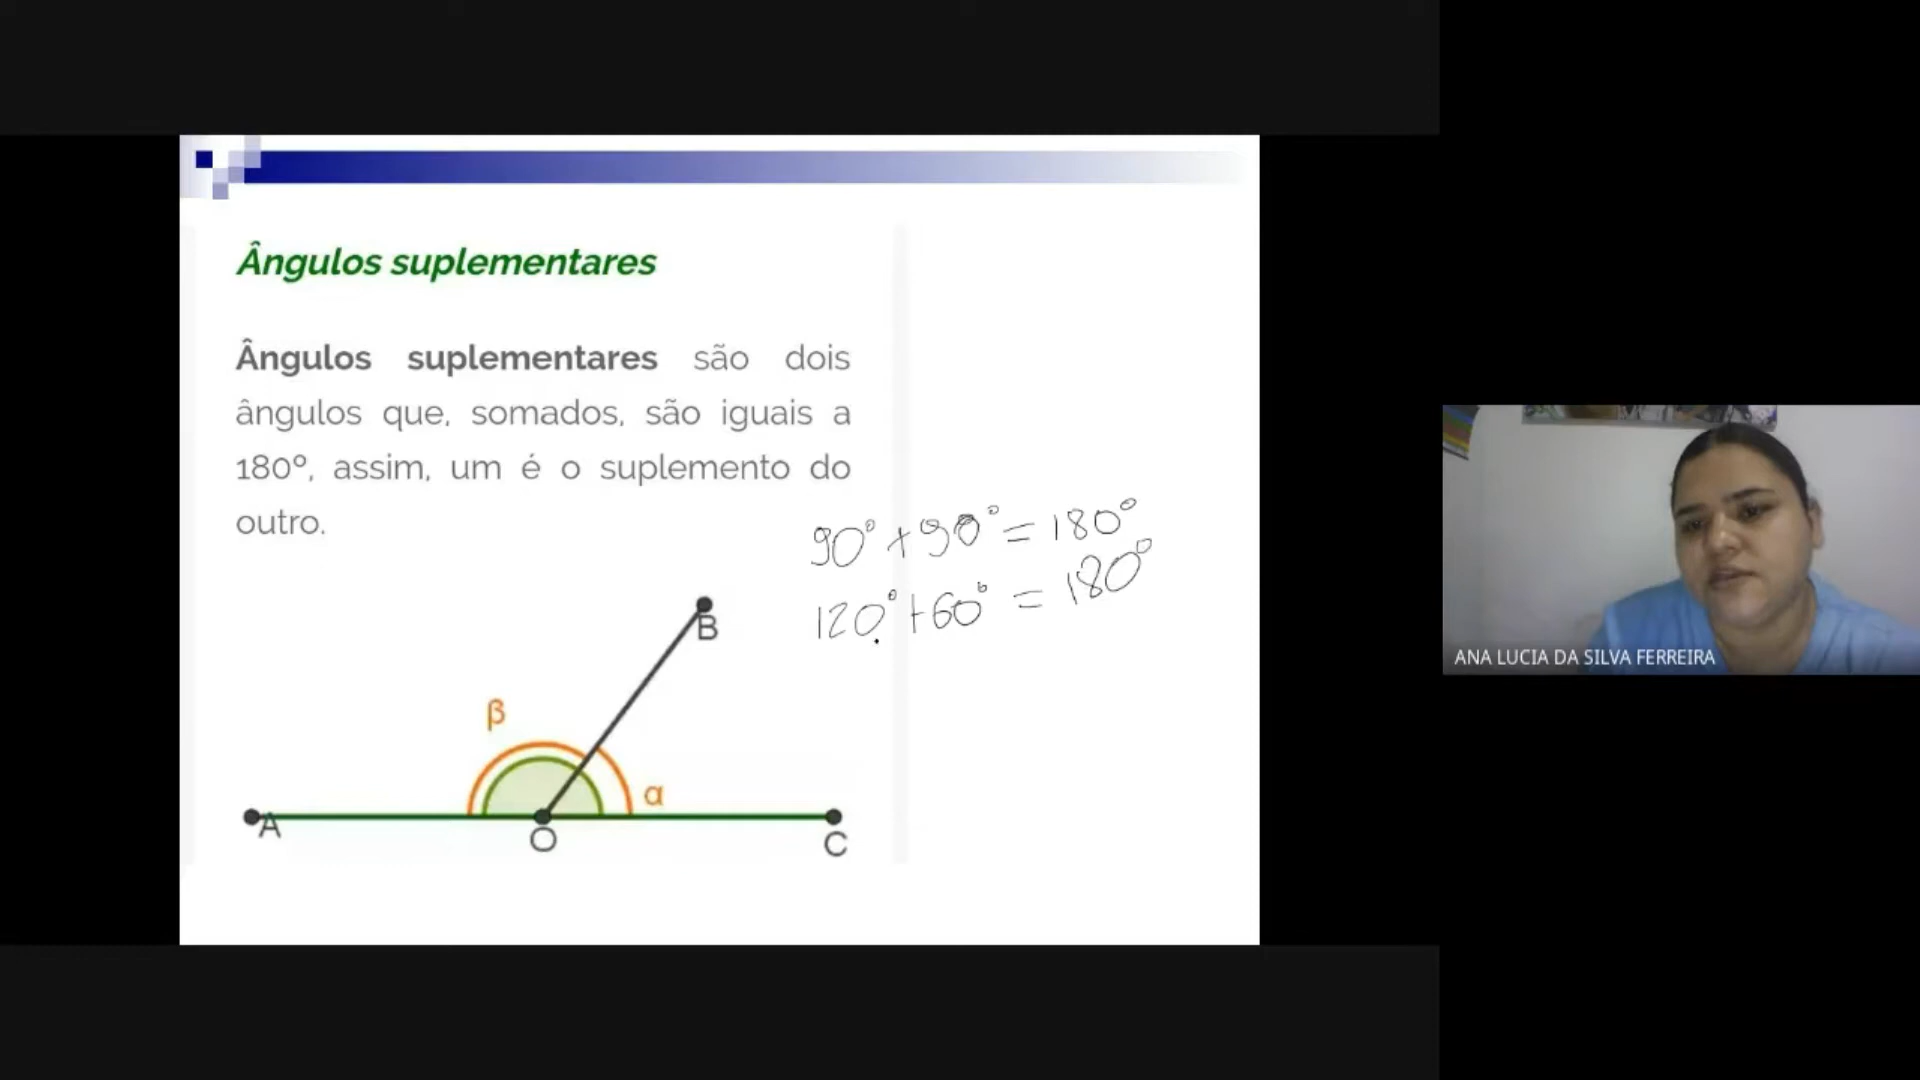 Ângulos suplementares
Ângulos suplementares são dois
ângulos que, somados, são iguais a
180º, assim, um é o suplemento do
outro.
90° + 90° = 180°
120° + 60° = 180°
B
β
α
A
O
C
ANA LUCIA DA SILVA FERREIRA